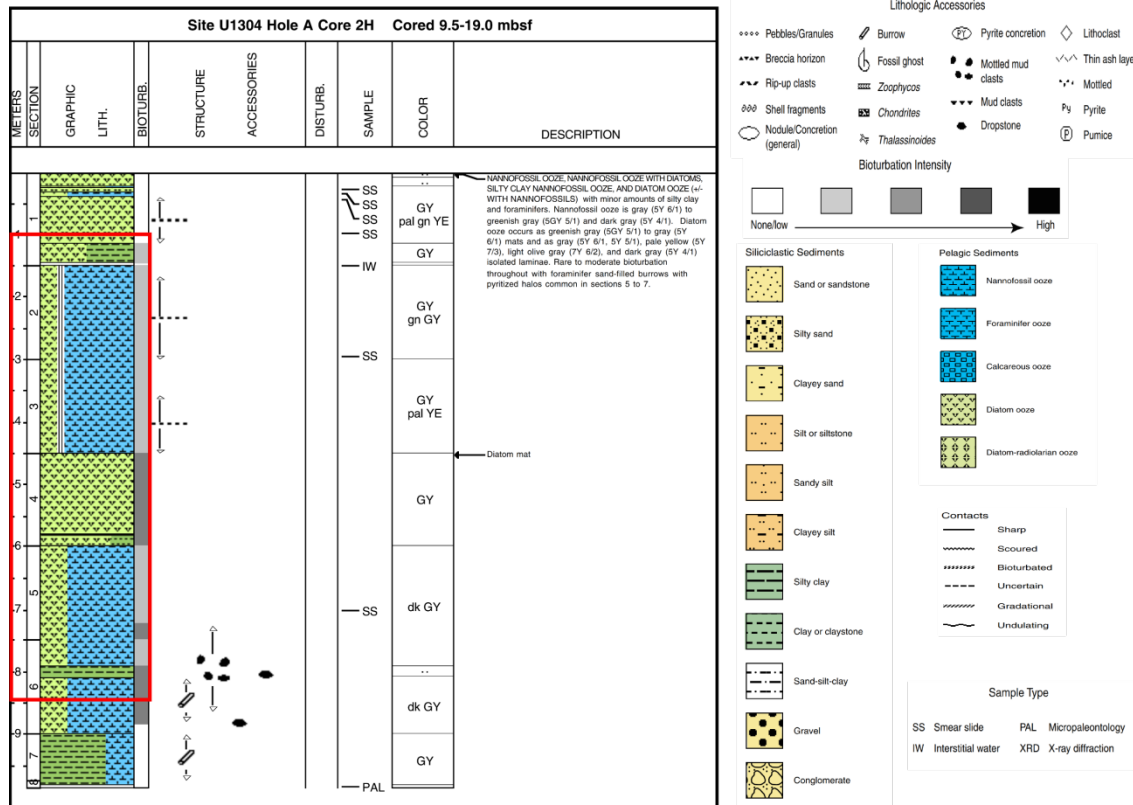 Site U1304 Hole A Core 2H Cored 9.5-19.0 mbsf
METERS
SECTION
GRAPHIC
LITH.
BIOTURB.
STRUCTURE
ACCESSORIES
DISTURB.
SAMPLE
COLOR
DESCRIPTION
1
2
3
4
5
6
7
8
2
3
4
5
6
7
8
9
SS
SS
SS
SS
IW
SS
SS
PAL
GY
pal gn YE
GY
GY
gn GY
GY
pal YE
GY
dk GY
dk GY
GY
NANNOFOSSIL OOZE, NANNOFOSSIL OOZE WITH DIATOMS,
SILTY CLAY NANNOFOSSIL OOZE, AND DIATOM OOZE (+/-
WITH NANNOFOSSILS) with minor amounts of silty clay
and foraminifers. Nannofossil ooze is gray (5Y 6/1) to
greenish gray (5GY 5/1) and dark gray (5Y 4/1). Diatom
ooze occurs as greenish gray (5GY 5/1) to gray (5Y
6/1) mats and as gray (5Y 6/1, 5Y 5/1), pale yellow (5Y
7/3), light olive gray (7Y 6/2), and dark gray (5Y 4/1)
isolated laminae. Rare to moderate bioturbation
throughout with foraminifer sand-filled burrows with
pyritized halos common in sections 5 to 7.
Diatom mat
Lithologic Accessories
Pebbles/Granules
Breccia horizon
Rip-up clasts
Shell fragments
Nodule/Concretion
(general)
Burrow
Fossil ghost
Zoophycos
Chondrites
Thalassinoides
PY Pyrite concretion
Mottled mud
clasts
Mud clasts
Dropstone
Lithoclast
Thin ash laye
Mottled
Py Pyrite
P Pumice
Bioturbation Intensity
None/low High
Siliciclastic Sediments
Sand or sandstone
Silty sand
Clayey sand
Silt or siltstone
Sandy silt
Clayey silt
Silty clay
Clay or claystone
Sand-silt-clay
Gravel
Conglomerate
Pelagic Sediments
Nannofossil ooze
Foraminifer ooze
Calcareous ooze
Diatom ooze
Diatom-radiolarian ooze
Contacts
Sharp
Scoured
Bioturbated
Uncertain
Gradational
Undulating
Sample Type
SS Smear slide PAL Micropaleontology
IW Interstitial water XRD X-ray diffraction